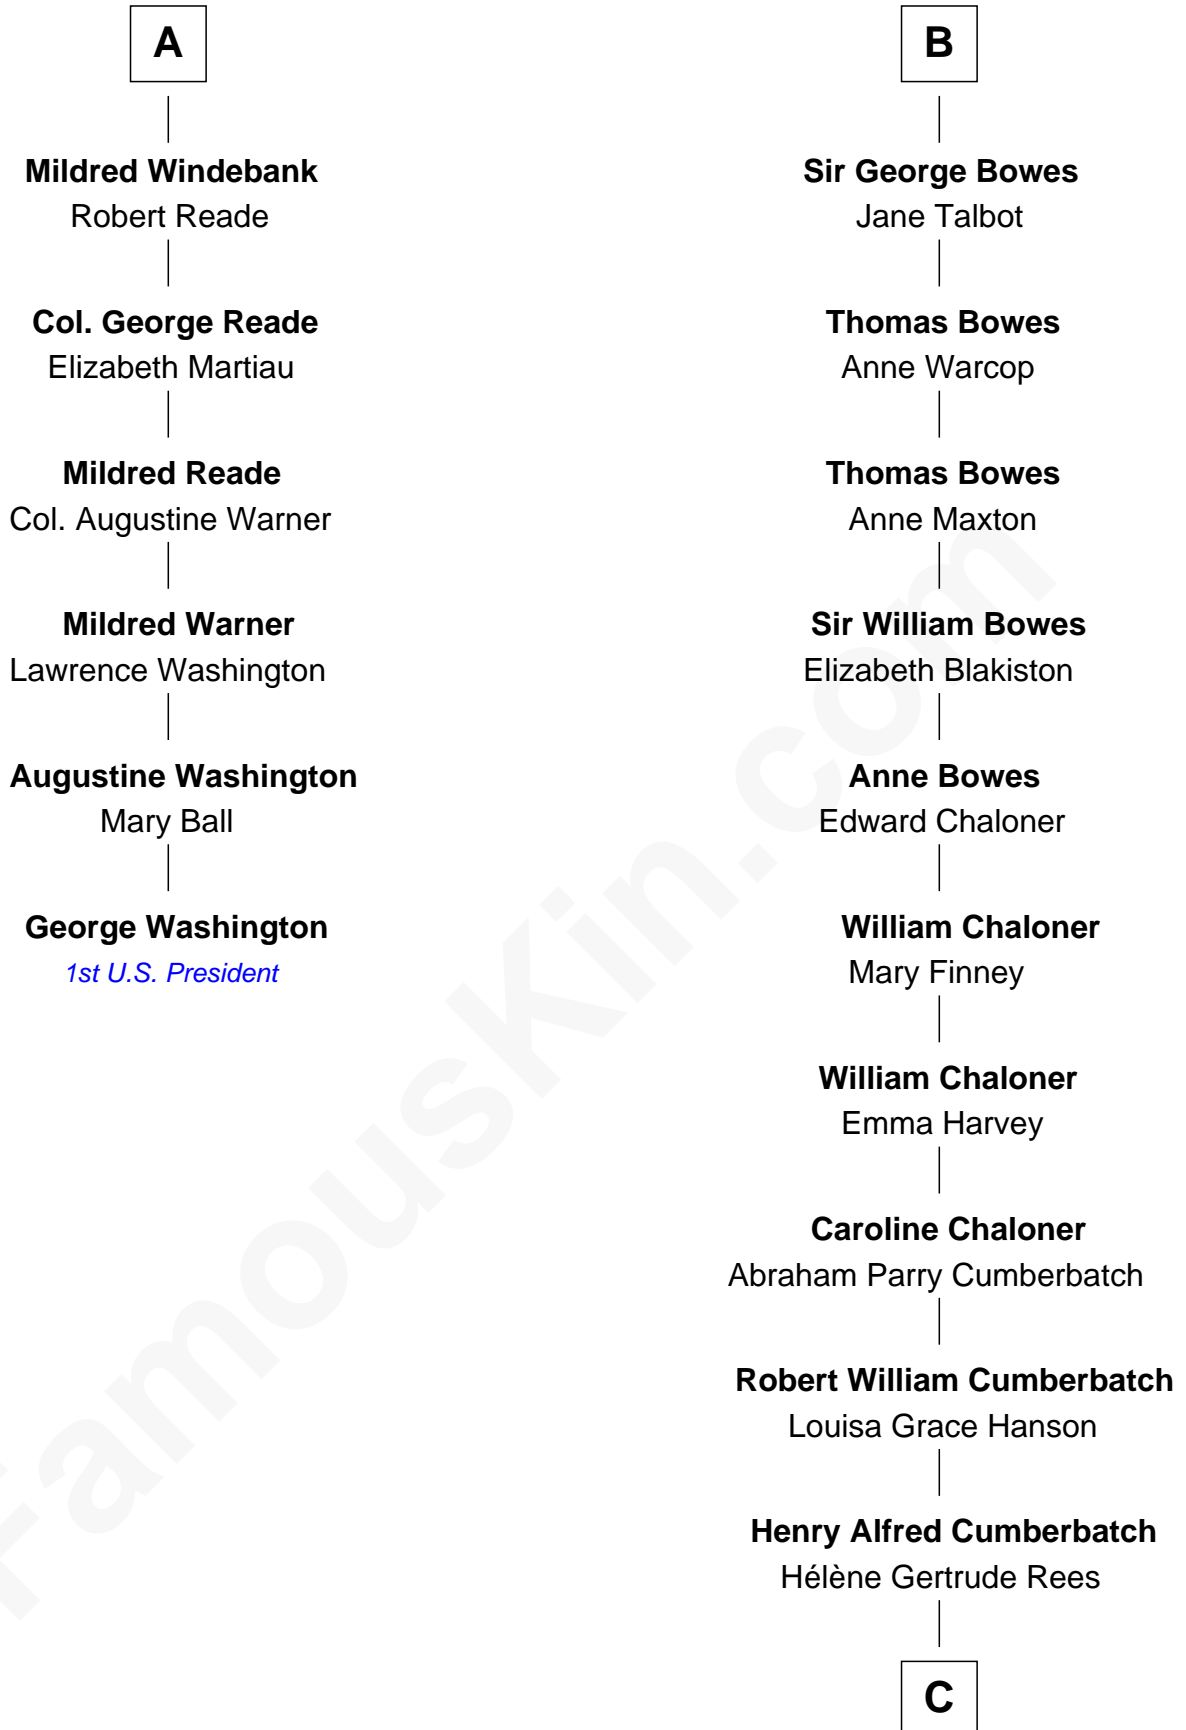 A
Mildred Windebank
Robert Reade
Col. George Reade
Elizabeth Martiau
Mildred Reade
Col. Augustine Warner
Mildred Warner
Lawrence Washington
Augustine Washington
Mary Ball
George Washington
1st U.S. President
B
Sir George Bowes
Jane Talbot
Thomas Bowes
Anne Warcop
Thomas Bowes
Anne Maxton
Sir William Bowes
Elizabeth Blakiston
Anne Bowes
Edward Chaloner
William Chaloner
Mary Finney
William Chaloner
Emma Harvey
Caroline Chaloner
Abraham Parry Cumberbatch
Robert William Cumberbatch
Louisa Grace Hanson
Henry Alfred Cumberbatch
Hélène Gertrude Rees
C
FamousKin.com